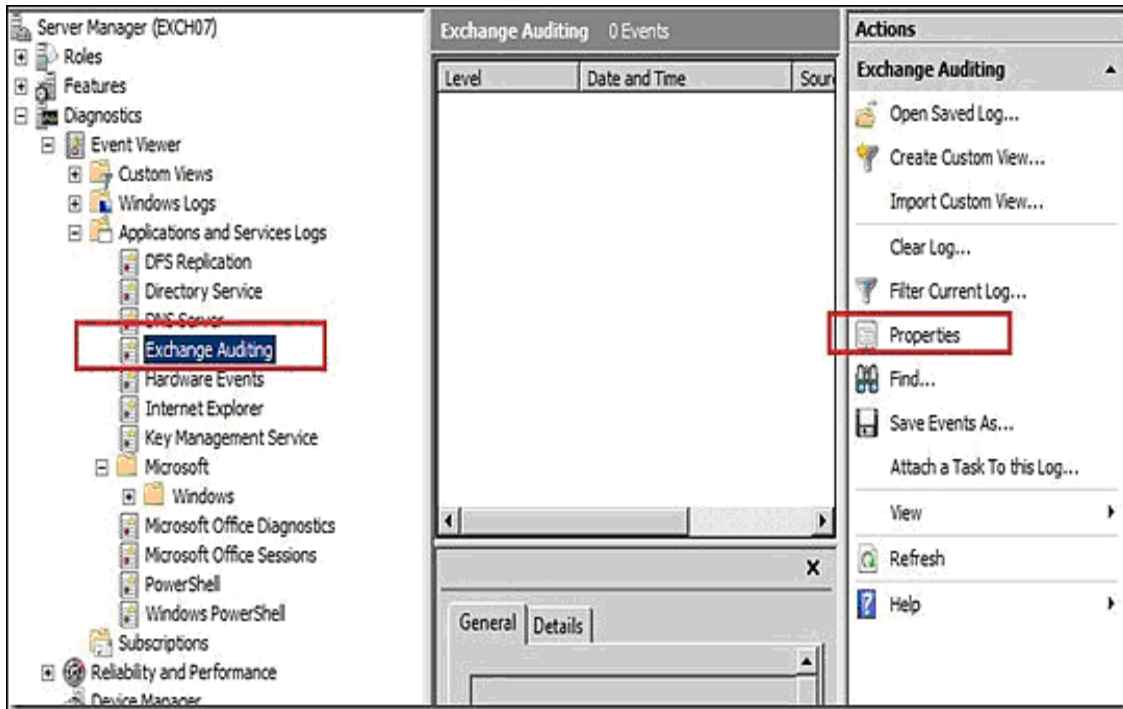 Server Manager (EXCH07)
Roles
Features
Diagnostics
Event Viewer
Custom Views
Windows Logs
Applications and Services Logs
DFS Replication
Directory Service
DNS Server
Exchange Auditing
Hardware Events
Internet Explorer
Key Management Service
Microsoft
Windows
Microsoft Office Diagnostics
Microsoft Office Sessions
PowerShell
Windows PowerShell
Subscriptions
Reliability and Performance
Device Manager
Exchange Auditing 0 Events
Level Date and Time Sour
General Details
Actions
Exchange Auditing
Open Saved Log...
Create Custom View...
Import Custom View...
Clear Log...
Filter Current Log...
Properties
Find...
Save Events As...
Attach a Task To this Log...
View
Refresh
Help